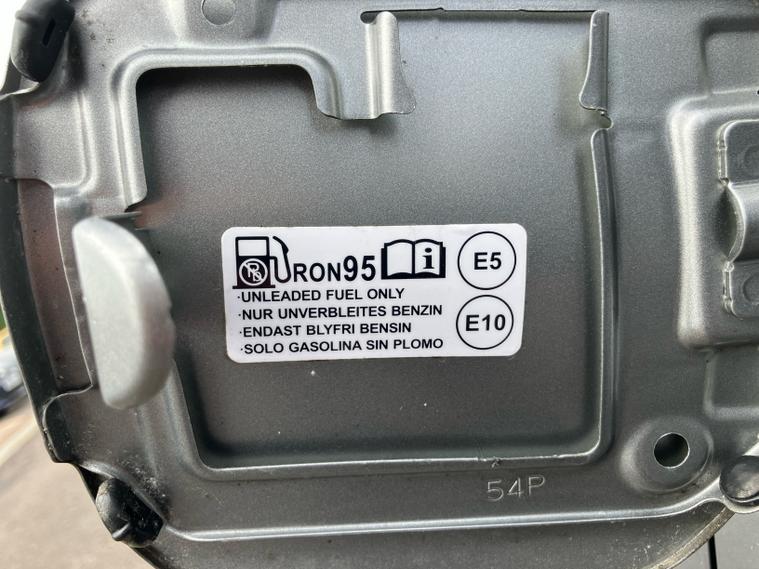 RON95
E5
·UNLEADED FUEL ONLY
·NUR UNVERBLEITES BENZIN
·ENDAST BLYFRI BENSIN
·SOLO GASOLINA SIN PLOMO
E10
54P